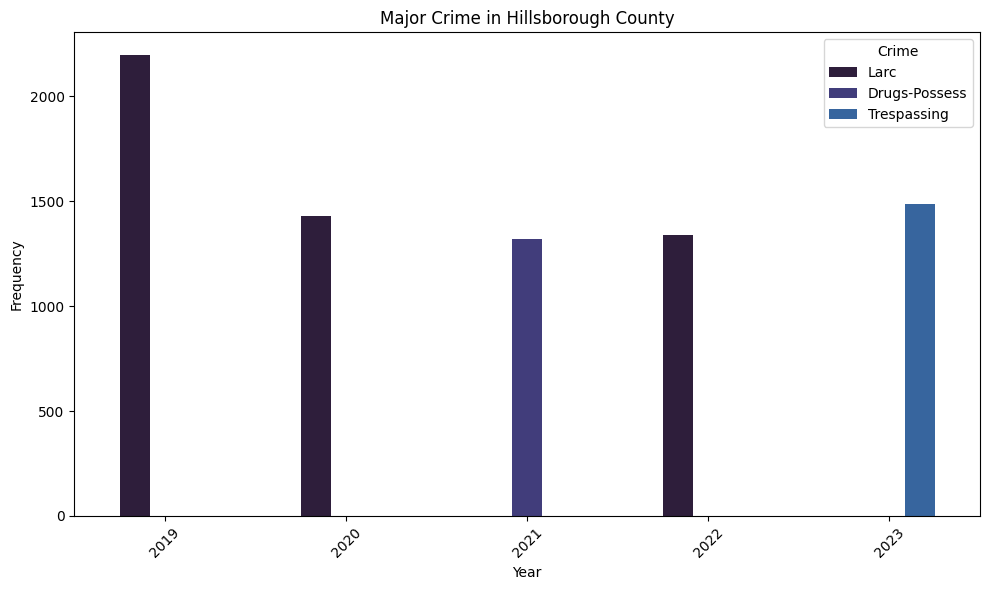 Major Crime in Hillsborough County
Crime
Larc
Drugs-Possess
Trespassing
Frequency
2000
1500
1000
500
0
2019
2020
2021
2022
2023
Year